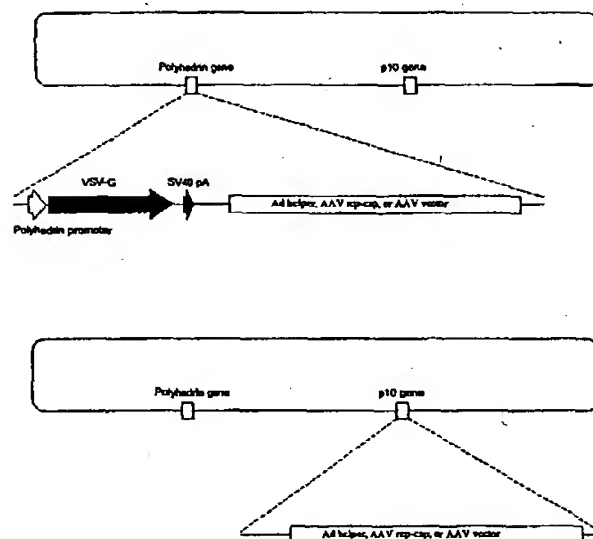 Polyhedrin gene
p10 gene
VSV-G
SV40 pA
Ad helper, AAV rep-cap, or AAV vector
Polyhedrin promoter
Polyhedrin gene
p10 gene
Ad helper, AAV rep-cap, or AAV vector